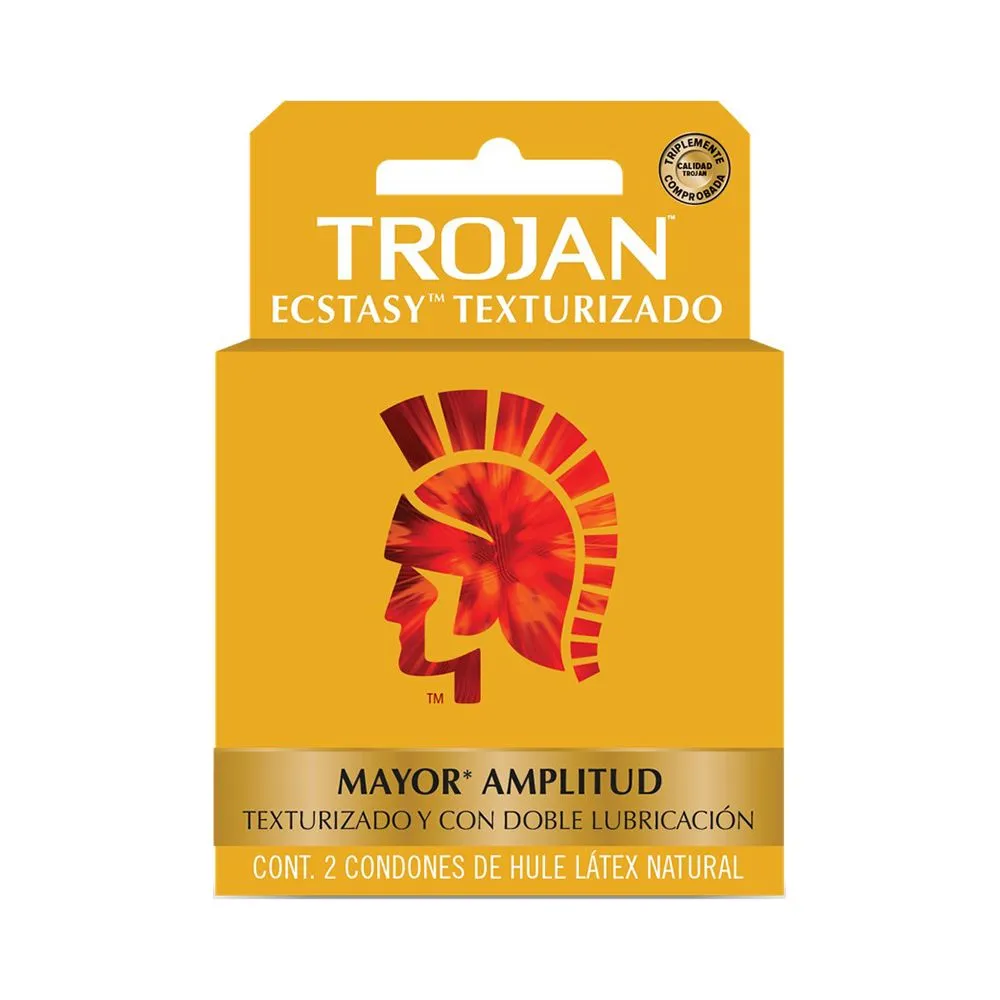 TRIPLEMENTE
CALIDAD
TROJAN
COMPROBADA
TROJAN™
ECSTASY™ TEXTURIZADO
TM
MAYOR* AMPLITUD
TEXTURIZADO Y CON DOBLE LUBRICACIÓN
CONT. 2 CONDONES DE HULE LÁTEX NATURAL